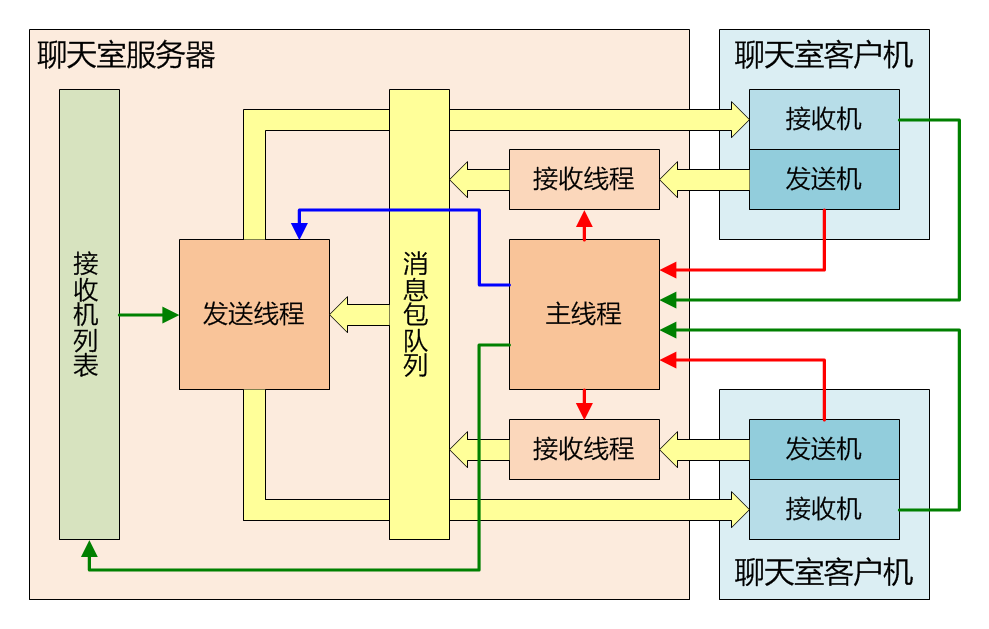 聊天室服务器
聊天室客户机
接收机
发送机
接收线程
接收机列表
发送线程
消息包队列
主线程
接收线程
发送机
接收机
聊天室客户机